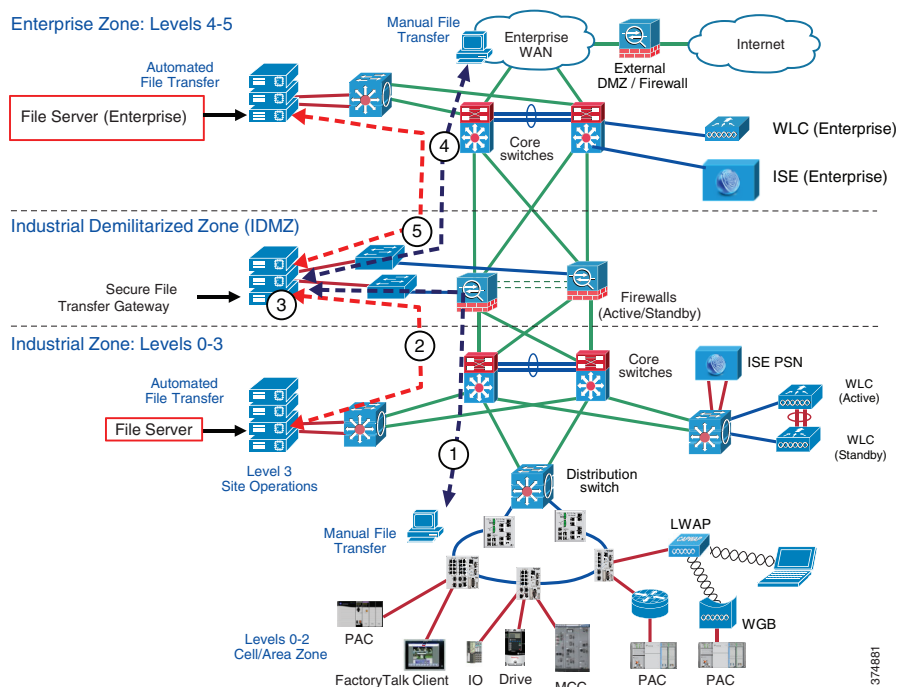 Enterprise Zone: Levels 4-5
Manual File
Transfer
Enterprise
WAN
Internet
External
DMZ / Firewall
Automated
File Transfer
File Server (Enterprise)
4
Core
switches
WLC (Enterprise)
ISE (Enterprise)
Industrial Demilitarized Zone (IDMZ)
5
Secure File
Transfer Gateway
3
Firewalls
(Active/Standby)
2
Industrial Zone: Levels 0-3
Core
switches
ISE PSN
Automated
File Transfer
WLC
(Active)
File Server
WLC
(Standby)
1
Level 3
Site Operations
Distribution
switch
Manual File
Transfer
LWAP
CAPWAP
WGB
PAC
Levels 0-2
Cell/Area Zone
FactoryTalk Client
IO
Drive
MCC
PAC
PAC
374881